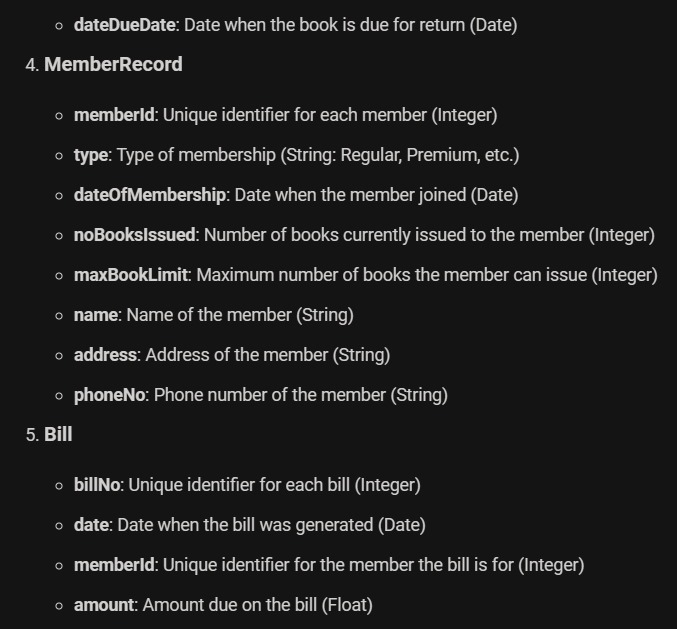 ◦ dateDueDate: Date when the book is due for return (Date)
4. MemberRecord
◦ memberId: Unique identifier for each member (Integer)
◦ type: Type of membership (String: Regular, Premium, etc.)
◦ dateOfMembership: Date when the member joined (Date)
◦ noBooksIssued: Number of books currently issued to the member (Integer)
◦ maxBookLimit: Maximum number of books the member can issue (Integer)
◦ name: Name of the member (String)
◦ address: Address of the member (String)
◦ phoneNo: Phone number of the member (String)
5. Bill
◦ billNo: Unique identifier for each bill (Integer)
◦ date: Date when the bill was generated (Date)
◦ memberId: Unique identifier for the member the bill is for (Integer)
◦ amount: Amount due on the bill (Float)